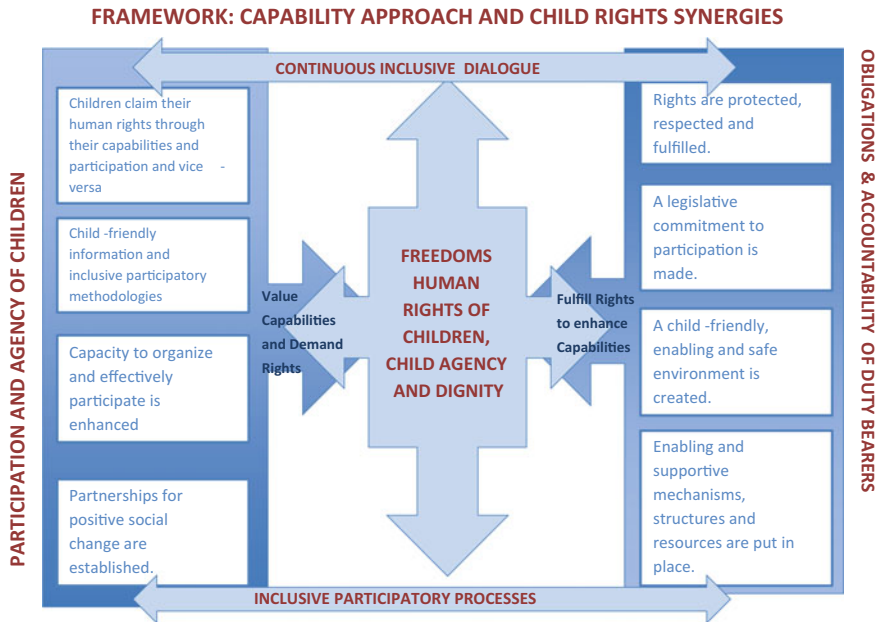 FRAMEWORK: CAPABILITY APPROACH AND CHILD RIGHTS SYNERGIES
CONTINUOUS INCLUSIVE DIALOGUE
PARTICIPATION AND AGENCY OF CHILDREN
Children claim their
human rights through
their capabilities and
participation and vice -
versa
Child -friendly
information and
inclusive participatory
methodologies
Capacity to organize
and effectively
participate is
enhanced
Partnerships for
positive social
change are
established.
Value
Capabilities
and Demand
Rights
FREEDOMS
HUMAN
RIGHTS OF
CHILDREN,
CHILD AGENCY
AND DIGNITY
Fulfill Rights
to enhance
Capabilities
Rights are protected,
respected and
fulfilled.
A legislative
commitment to
participation is
made.
A child -friendly,
enabling and safe
environment is
created.
Enabling and
supportive
mechanisms,
structures and
resources are put in
place.
OBLIGATIONS & ACCOUNTABILITY OF DUTY BEARERS
INCLUSIVE PARTICIPATORY PROCESSES